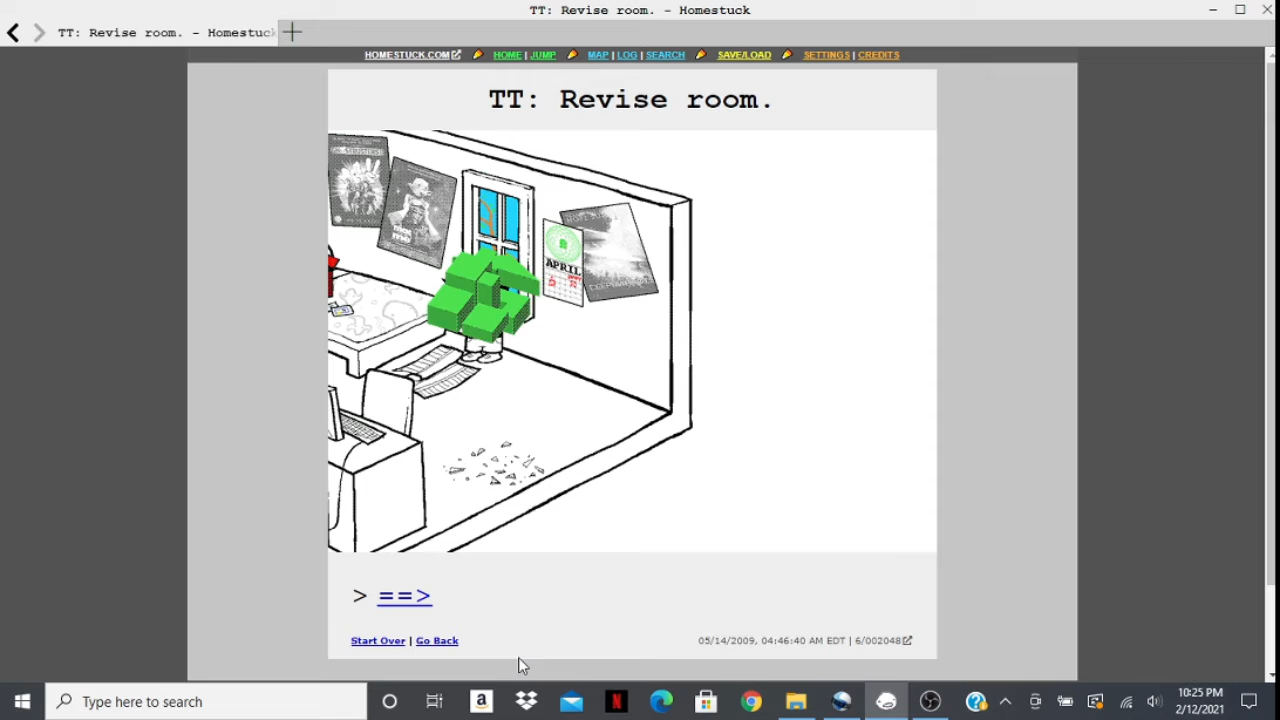 TT: Revise room. - Homestuck
TT: Revise room. - Homestuck
HOMESTUCK.COM HOME | JUMP MAP | LOG | SEARCH SAVE/LOAD SETTINGS | CREDITS
TT: Revise room.
APRIL
> ==>
Start Over | Go Back
05/14/2009, 04:46:40 AM EDT | 6/002048
Type here to search
10:25 PM
2/12/2021